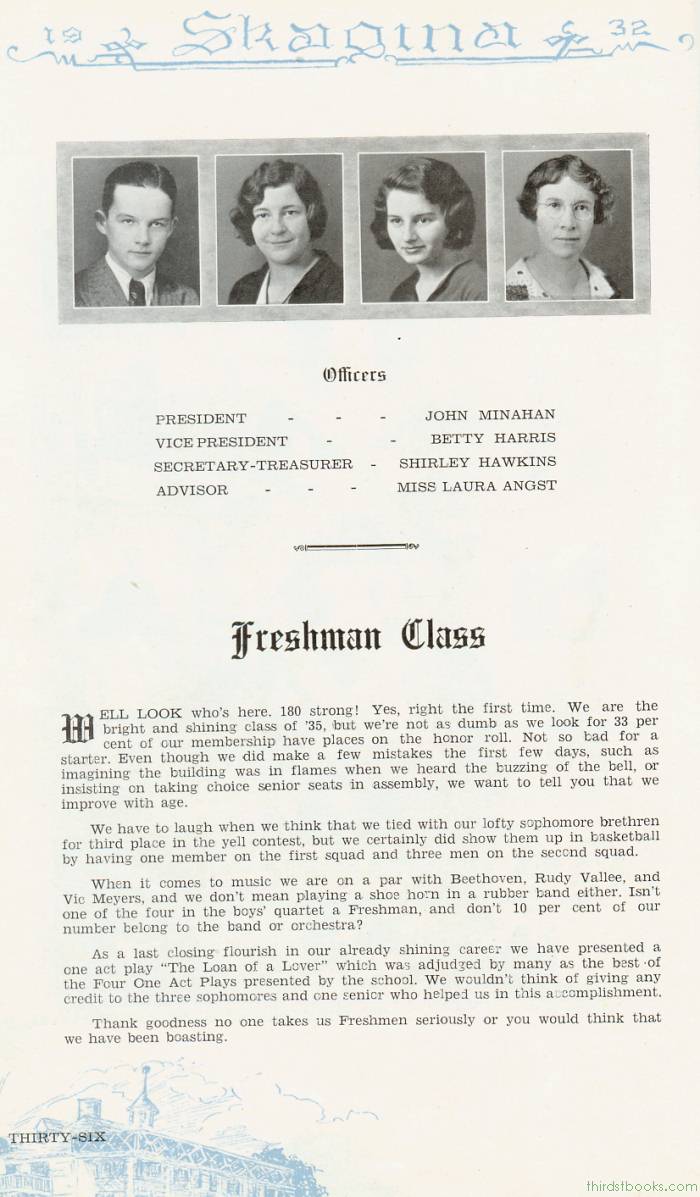 19 Skagina 32
Officers
PRESIDENT - - - JOHN MINAHAN
VICE PRESIDENT - - BETTY HARRIS
SECRETARY-TREASURER - SHIRLEY HAWKINS
ADVISOR - - - MISS LAURA ANGST
Freshman Class
WELL LOOK who's here. 180 strong! Yes, right the first time. We are the
bright and shining class of '35, but we're not as dumb as we look for 33 per
cent of our membership have places on the honor roll. Not so bad for a
starter. Even though we did make a few mistakes the first few days, such as
imagining the building was in flames when we heard the buzzing of the bell, or
insisting on taking choice senior seats in assembly, we want to tell you that we
improve with age.
We have to laugh when we think that we tied with our lofty sophomore brethren
for third place in the yell contest, but we certainly did show them up in basketball
by having one member on the first squad and three men on the second squad.
When it comes to music we are on a par with Beethoven, Rudy Vallee, and
Vic Meyers, and we don't mean playing a shoe horn in a rubber band either. Isn't
one of the four in the boys' quartet a Freshman, and don't 10 per cent of our
number belong to the band or orchestra?
As a last closing flourish in our already shining career we have presented a
one act play "The Loan of a Lover" which was adjudged by many as the best of
the Four One Act Plays presented by the school. We wouldn't think of giving any
credit to the three sophomores and one senior who helped us in this accomplishment.
Thank goodness no one takes us Freshmen seriously or you would think that
we have been boasting.
THIRTY-SIX
thirdstbooks.com